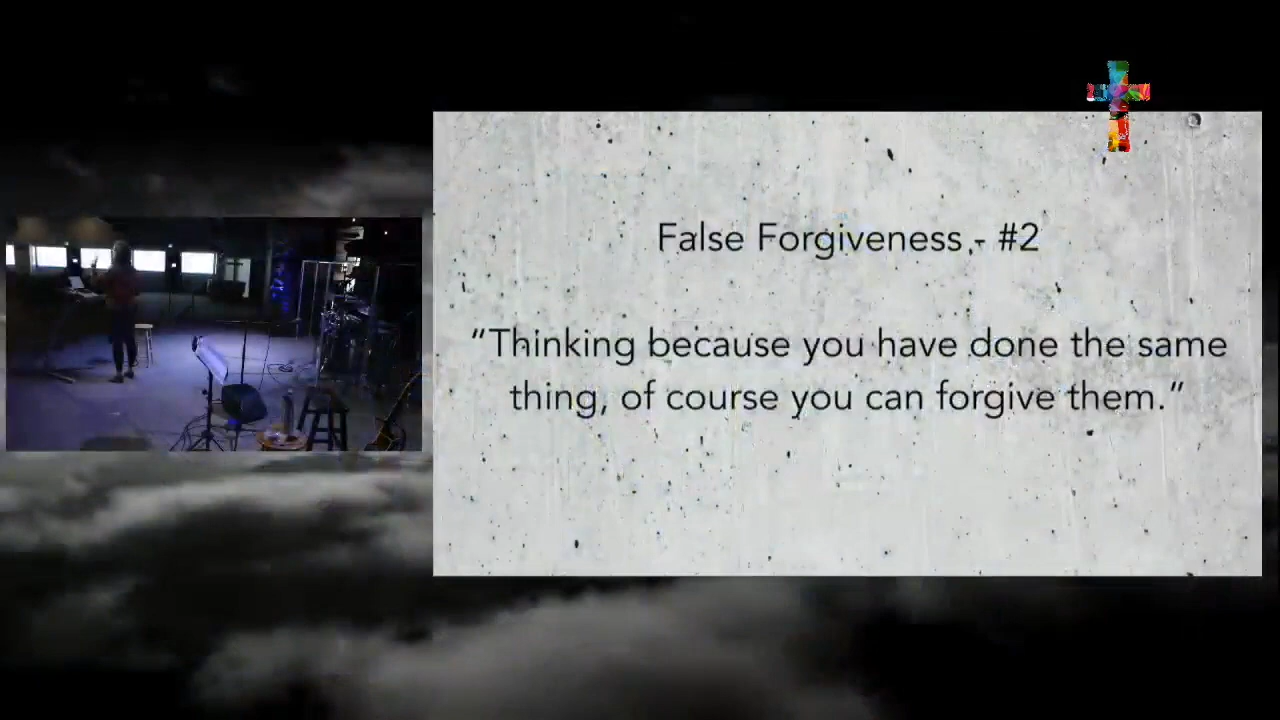 False Forgiveness - #2
“Thinking because you have done the same
thing, of course you can forgive them.”